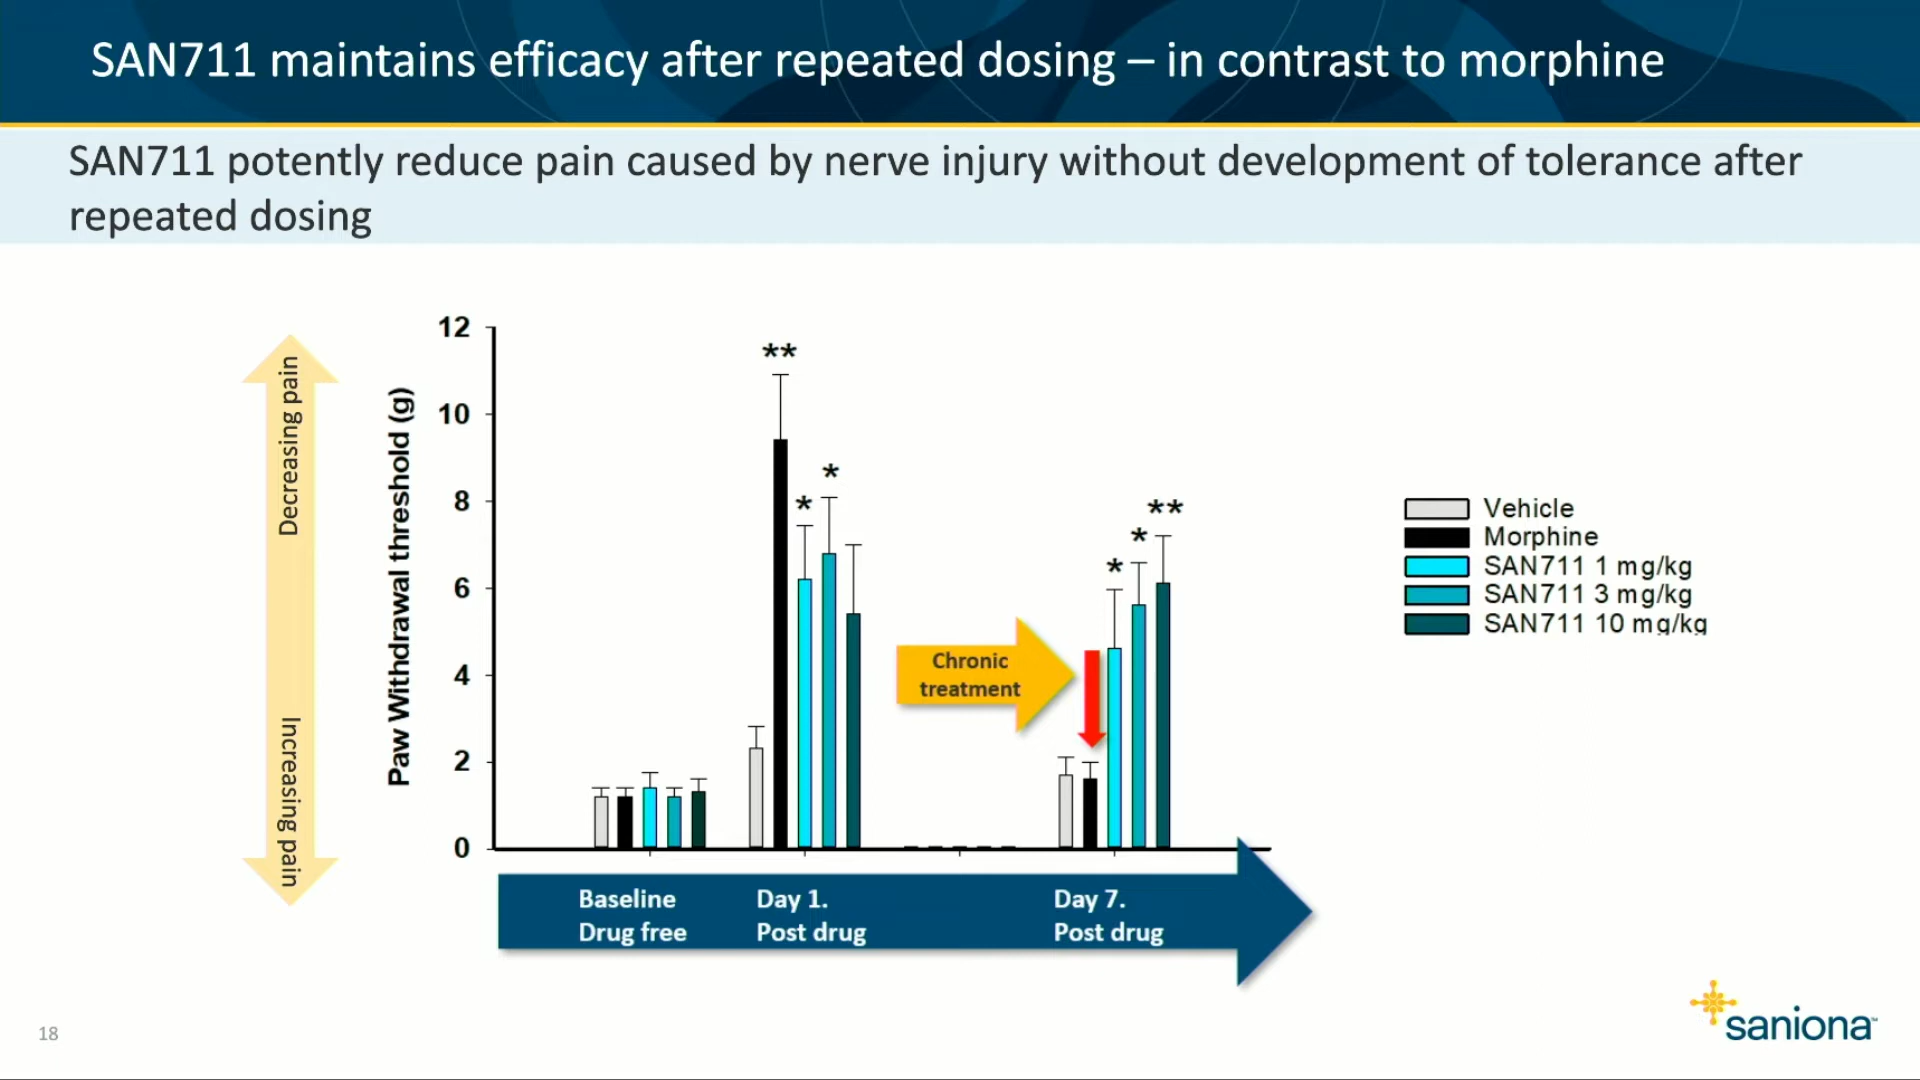 SAN711 maintains efficacy after repeated dosing – in contrast to morphine
SAN711 potently reduce pain caused by nerve injury without development of tolerance after
repeated dosing
Decreasing pain
Increasing pain
Paw Withdrawal threshold (g)
12
10
8
6
4
2
0
**
*
*
*
*
**
Chronic
treatment
Vehicle
Morphine
SAN711 1 mg/kg
SAN711 3 mg/kg
SAN711 10 mg/kg
Baseline
Drug free
Day 1.
Post drug
Day 7.
Post drug
18
saniona™